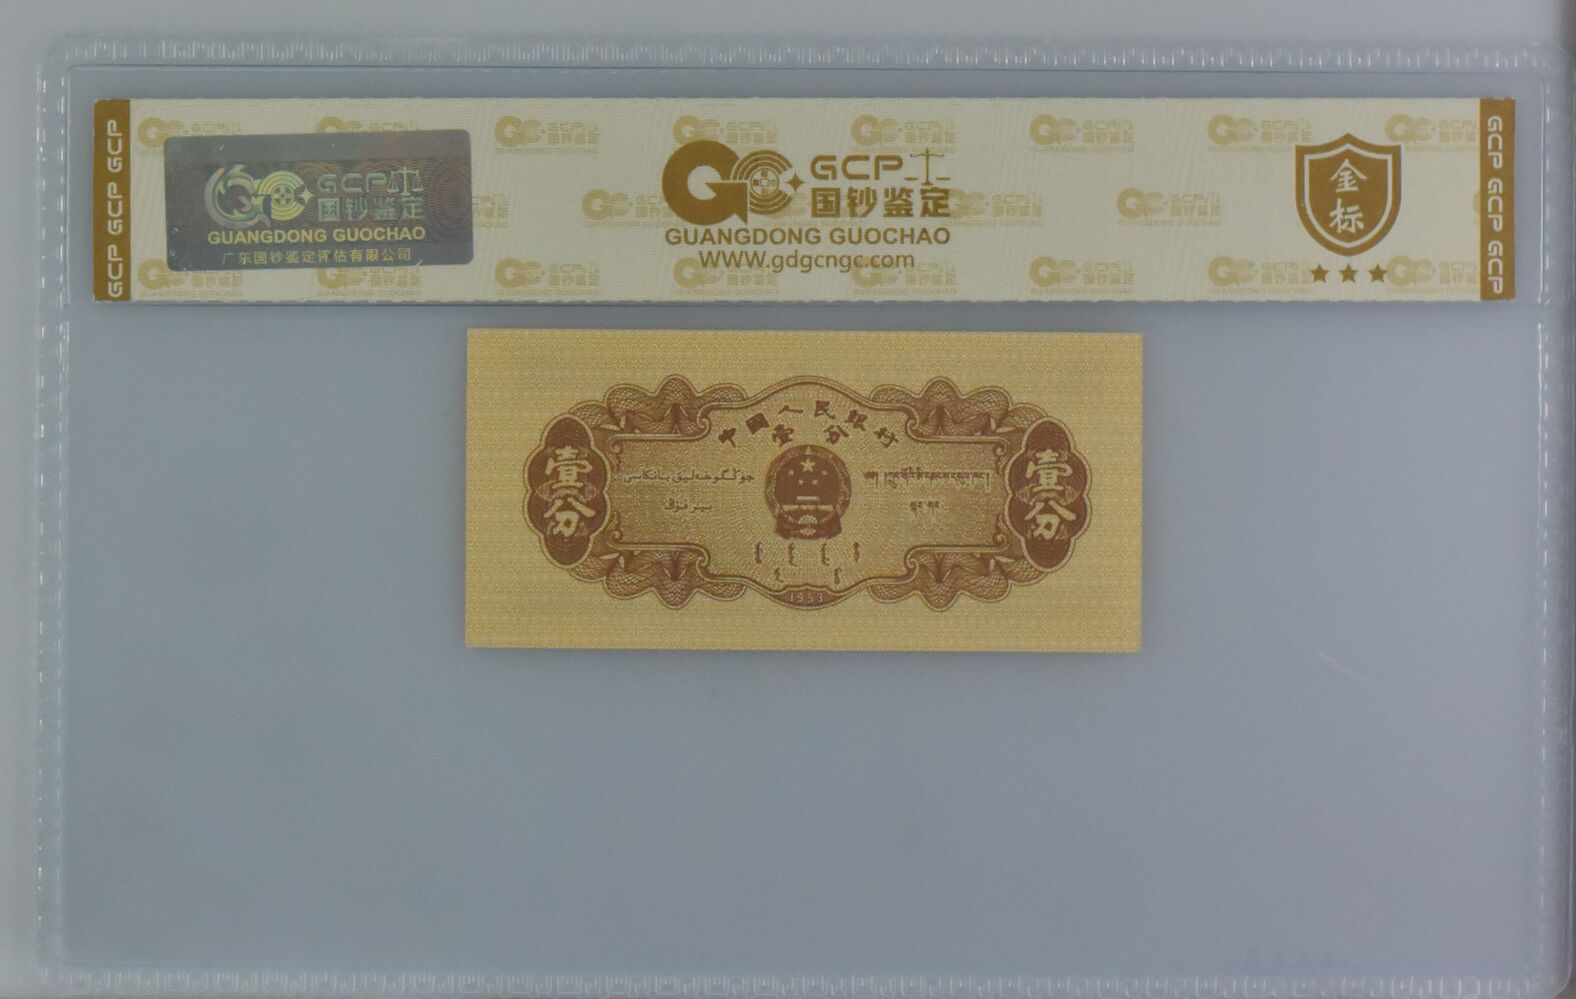 GCP GCP GCP
GCP
国钞鉴定
GUANGDONG GUOCHAO
广东国钞鉴定评估有限公司
GCP
国钞鉴定
GUANGDONG GUOCHAO
WWW.gdgcngc.com
金标
GCP GCP GCP
中国人民银行
壹分
壹分
壹分
1953